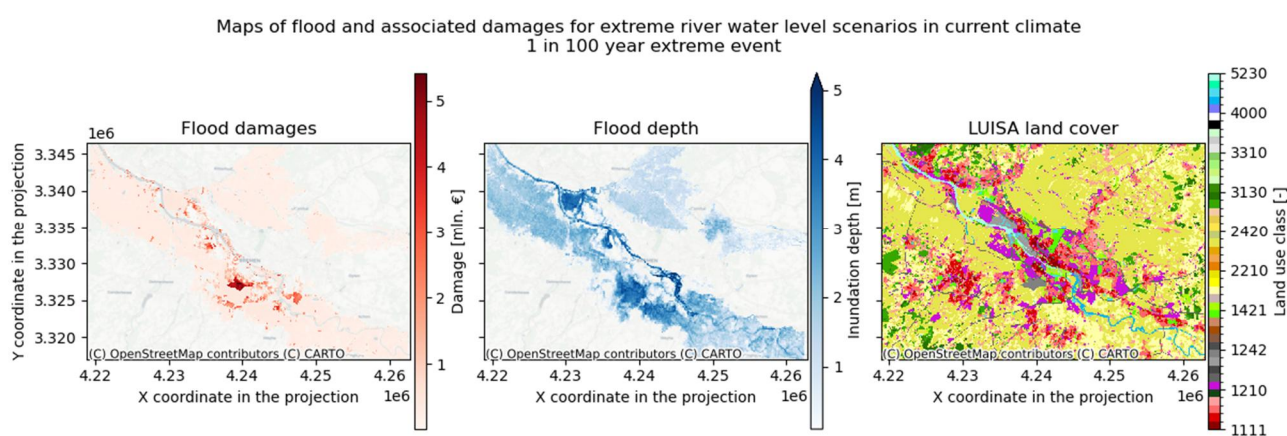 Maps of flood and associated damages for extreme river water level scenarios in current climate
1 in 100 year extreme event
Flood damages
1e6
3.345
3.340
3.335
3.330
3.325
3.320
Y coordinate in the projection
(C) OpenStreetMap contributors (C) CARTO
4.22 4.23 4.24 4.25 4.26
1e6
X coordinate in the projection
5
4
3
2
1
Damage [mln. €]
Flood depth
(C) OpenStreetMap contributors (C) CARTO
4.22 4.23 4.24 4.25 4.26
1e6
X coordinate in the projection
5
4
3
2
1
Inundation depth [m]
LUISA land cover
(C) OpenStreetMap contributors (C) CARTO
4.22 4.23 4.24 4.25 4.26
1e6
X coordinate in the projection
5230
4000
3310
3130
2420
2210
1421
1242
1210
1111
Land use class [-]